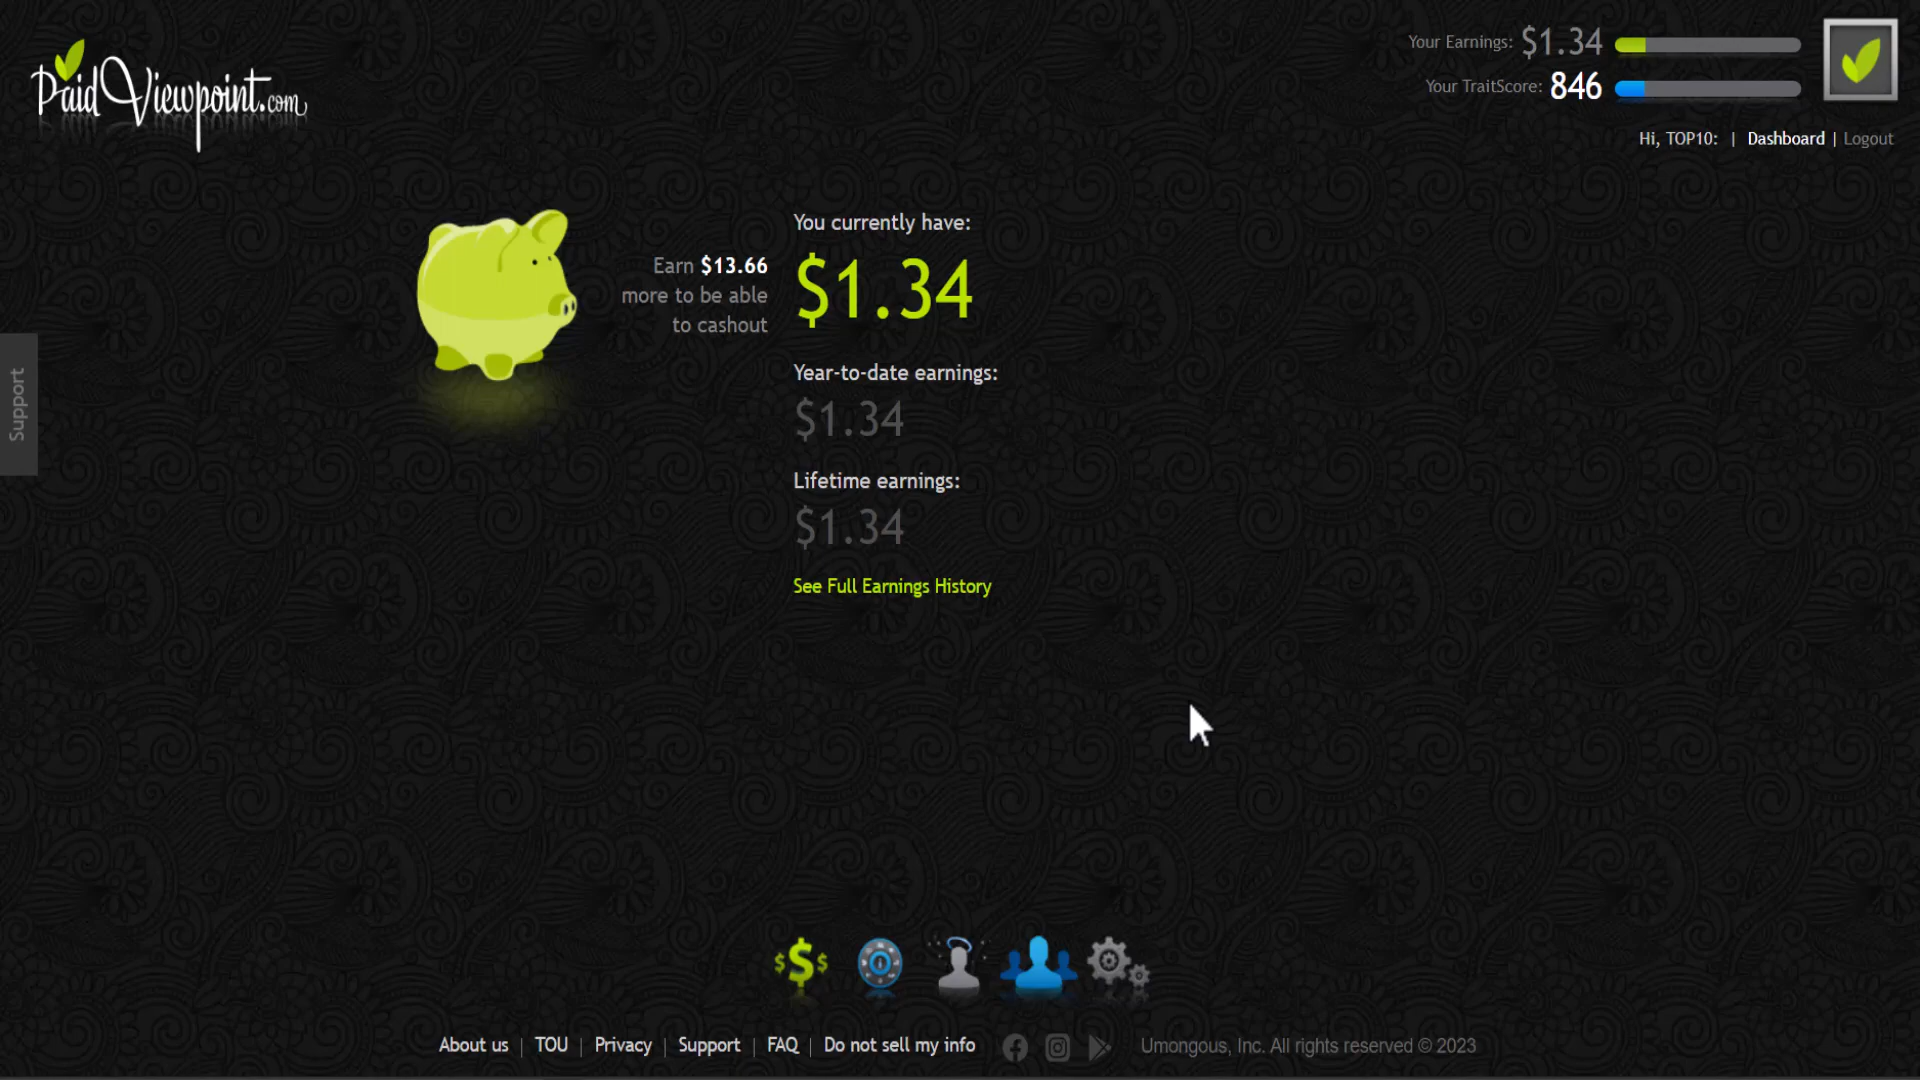 PaidViewpoint.com
Your Earnings: $1.34
Your TraitScore: 846
Hi, TOP10: | Dashboard | Logout
You currently have:
Earn $13.66
more to be able
to cashout
$1.34
Year-to-date earnings:
$1.34
Lifetime earnings:
$1.34
See Full Earnings History
Support
$$$
About us | TOU | Privacy | Support | FAQ | Do not sell my info
Umongous, Inc. All rights reserved © 2023